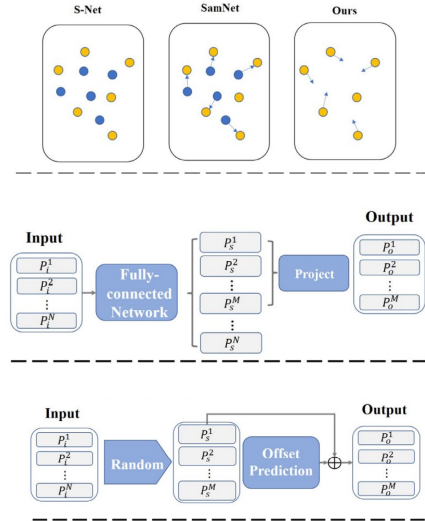 S-Net SamNet Ours
Input Output
P_i^1 P_i^2 ⋮ P_i^N
Fully-connected Network
P_s^1 P_s^2 ⋮ P_s^M ⋮ P_s^N
Project
P_o^1 P_o^2 ⋮ P_o^M
Input Output
P_i^1 P_i^2 ⋮ P_i^N
Random
P_s^1 P_s^2 ⋮ P_s^M
Offset Prediction
P_o^1 P_o^2 ⋮ P_o^M